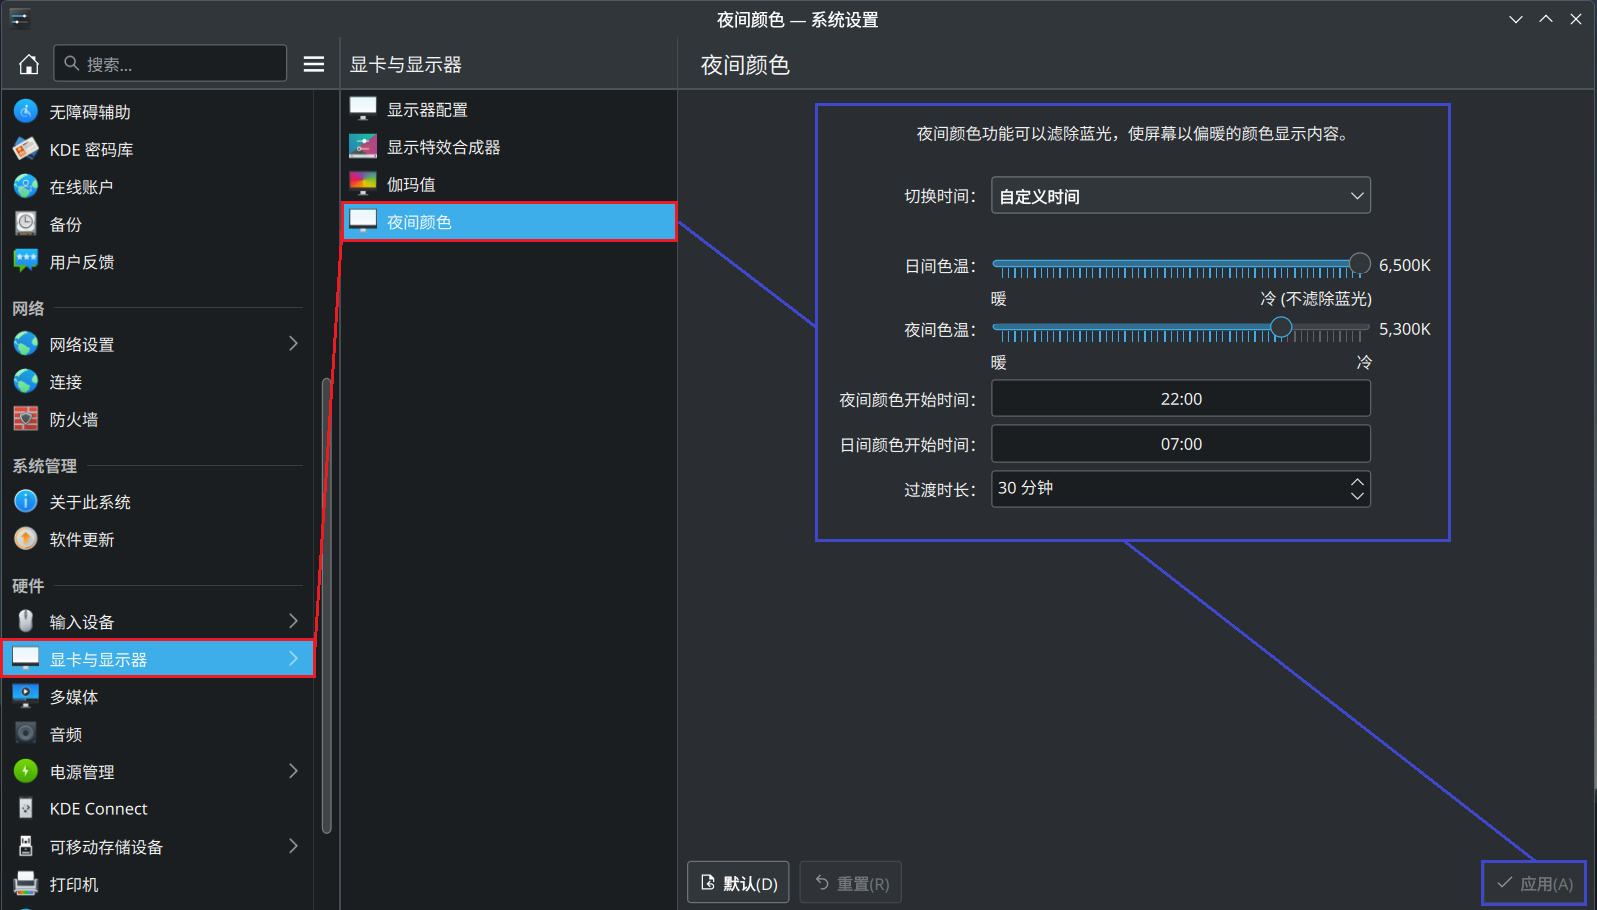 夜间颜色 — 系统设置
搜索...
显卡与显示器
夜间颜色
无障碍辅助
KDE 密码库
在线账户
备份
用户反馈
网络
网络设置
连接
防火墙
系统管理
关于此系统
软件更新
硬件
输入设备
显卡与显示器
多媒体
音频
电源管理
KDE Connect
可移动存储设备
打印机
显示器配置
显示特效合成器
伽玛值
夜间颜色
夜间颜色功能可以滤除蓝光，使屏幕以偏暖的颜色显示内容。
切换时间： 自定义时间
日间色温： 6,500K
暖 冷 (不滤除蓝光)
夜间色温： 5,300K
暖 冷
夜间颜色开始时间： 22:00
日间颜色开始时间： 07:00
过渡时长： 30 分钟
默认(D) 重置(R) 应用(A)